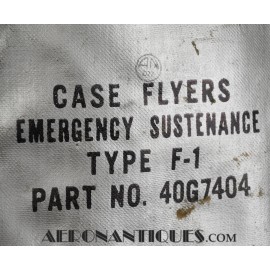 CASE FLYERS
EMERGENCY SUSTENANCE
TYPE F-1
PART NO. 40G7404
AERONANTIQUES.COM